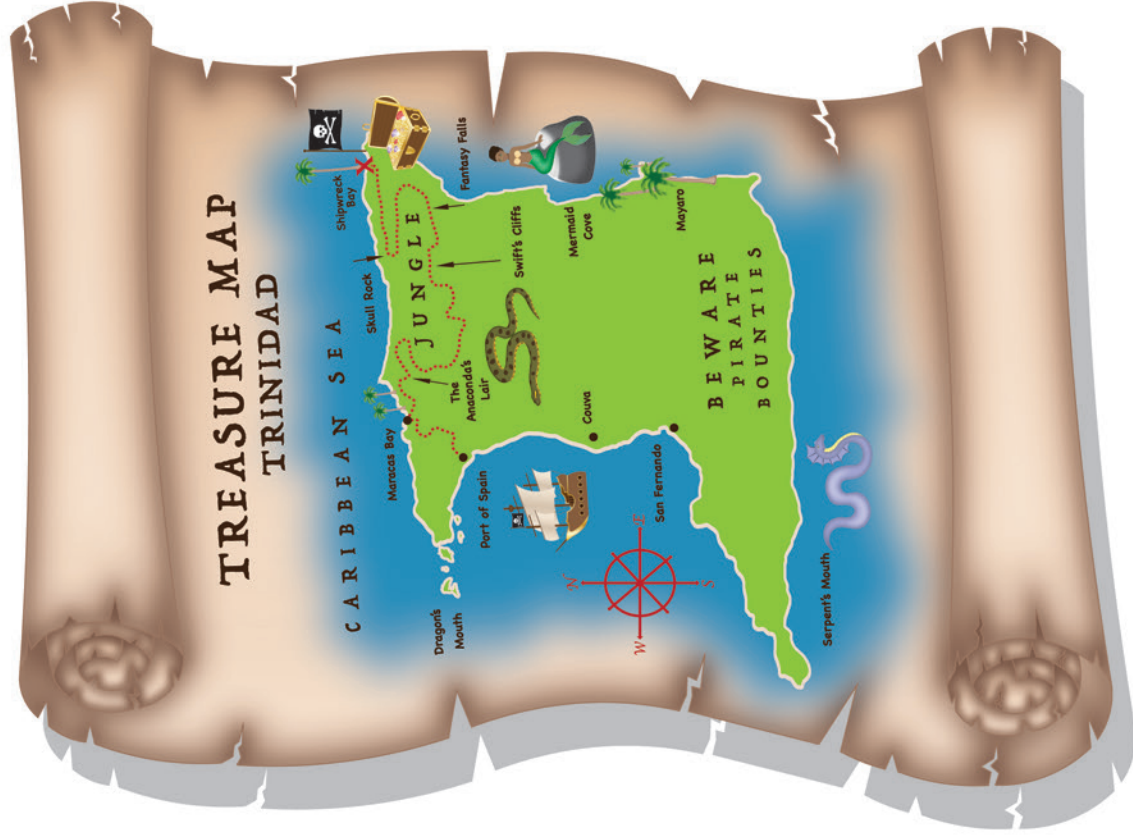 TREASURE MAP
TRINIDAD
CARIBBEAN SEA
Dragon's
Mouth
Port of Spain
Maracas Bay
The
Anaconda's
Lair
Skull Rock
Shipwreck
Bay
JUNGLE
Fantasy Falls
Swift's Cliffs
Mermaid
Cove
Mayaro
Couva
San Fernando
N
W
E
S
BEWARE
PIRATE
BOUNTIES
Serpent's Mouth